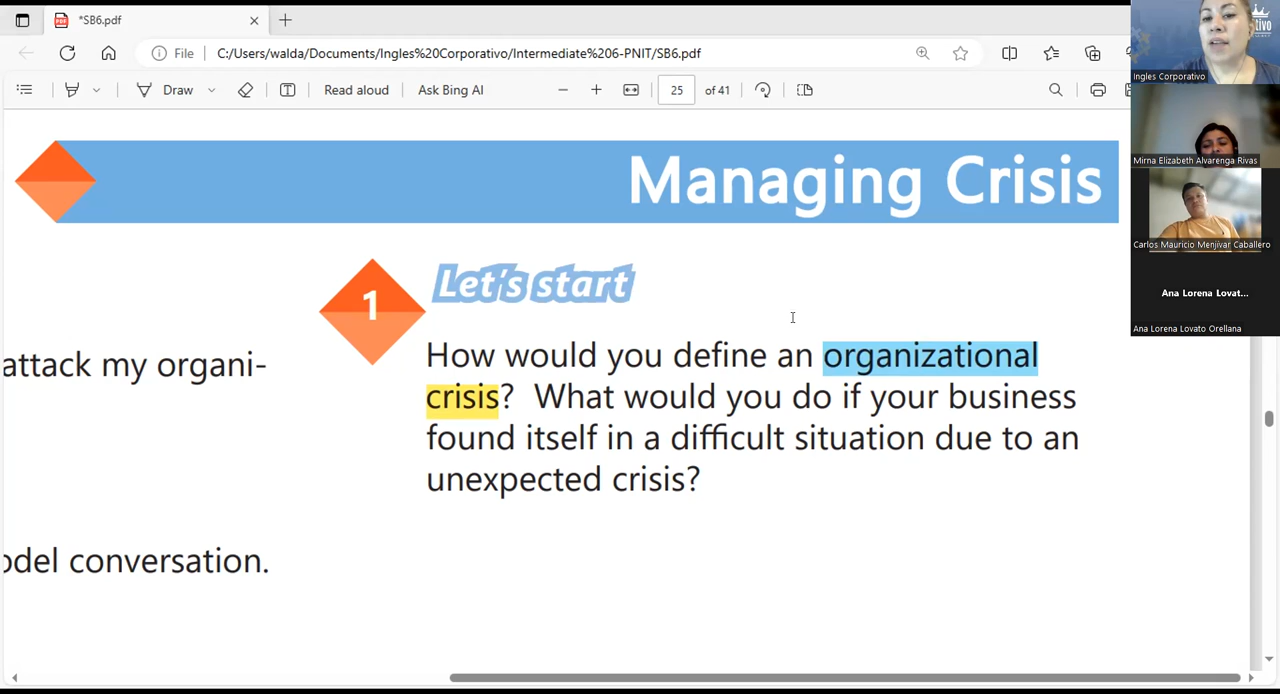 *SB6.pdf
File C:/Users/walda/Documents/Ingles%20Corporativo/Intermediate%206-PNIT/SB6.pdf
Draw Read aloud Ask Bing AI 25 of 41
Managing Crisis
1 Let's start
How would you define an organizational
crisis? What would you do if your business
found itself in a difficult situation due to an
unexpected crisis?
attack my organi-
odel conversation.
tivo
Ingles Corporativo
Mirna Elizabeth Alvarenga Rivas
Carlos Mauricio Menjívar Caballero
Ana Lorena Lovat...
Ana Lorena Lovato Orellana